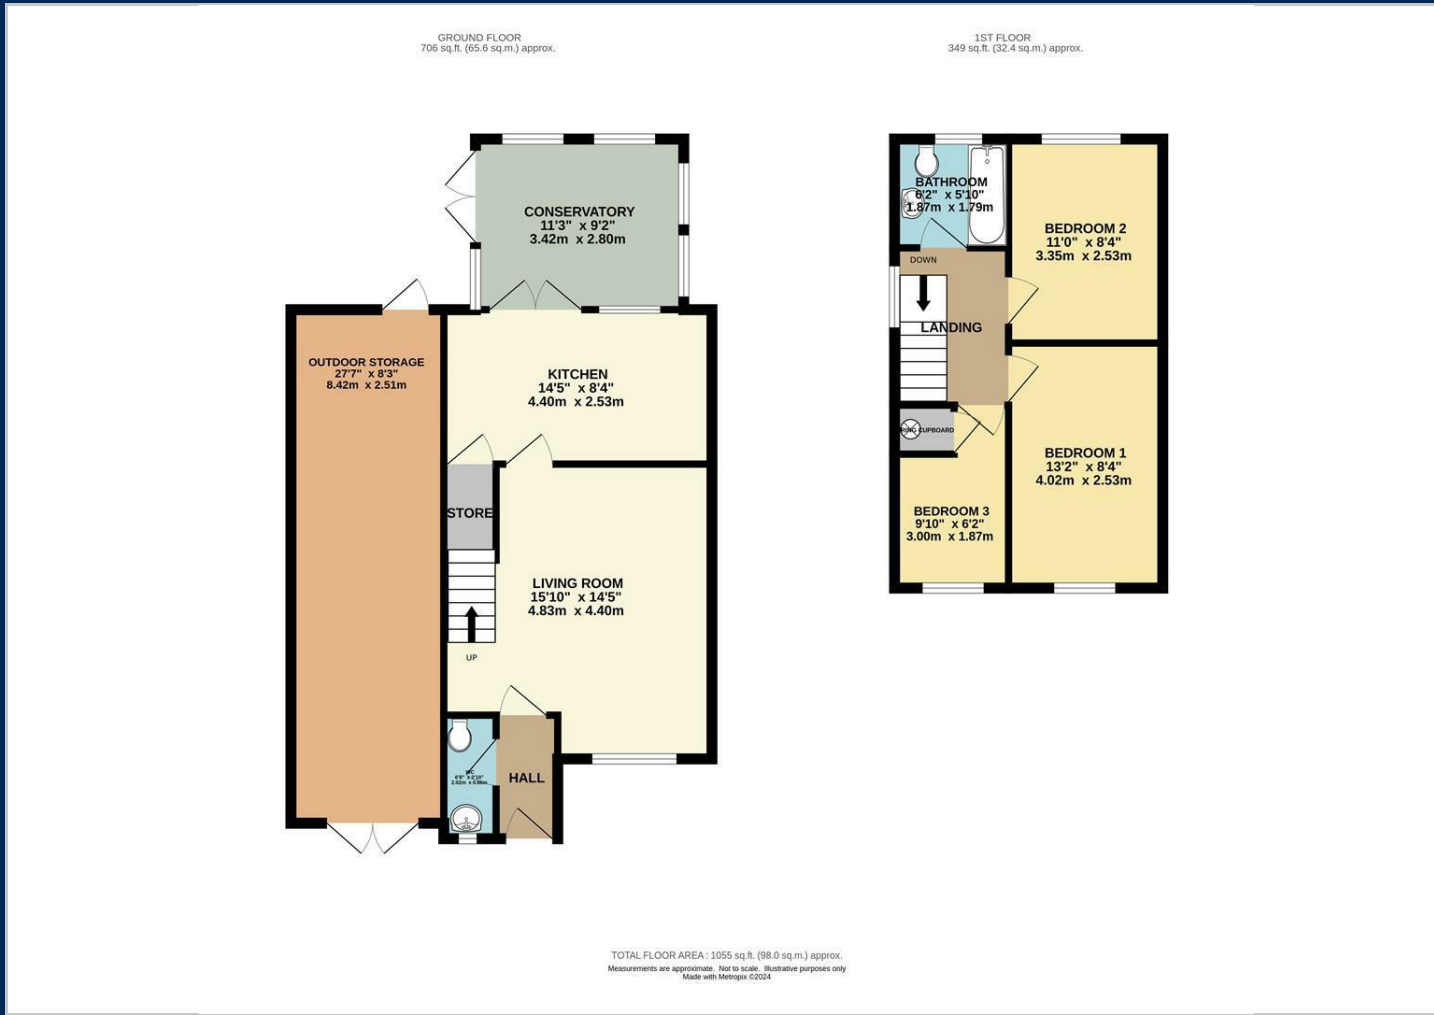 GROUND FLOOR
706 sq.ft. (65.6 sq.m.) approx.
1ST FLOOR
349 sq.ft. (32.4 sq.m.) approx.
CONSERVATORY
11'3" x 9'2"
3.42m x 2.80m
OUTDOOR STORAGE
27'7" x 8'3"
8.42m x 2.51m
KITCHEN
14'5" x 8'4"
4.40m x 2.53m
STORE
LIVING ROOM
15'10" x 14'5"
4.83m x 4.40m
UP
WC
6'8" x 2'10"
HALL
BATHROOM
6'2" x 5'10"
1.87m x 1.79m
BEDROOM 2
11'0" x 8'4"
3.35m x 2.53m
DOWN
LANDING
CUPBOARD
BEDROOM 1
13'2" x 8'4"
4.02m x 2.53m
BEDROOM 3
9'10" x 6'2"
3.00m x 1.87m
TOTAL FLOOR AREA : 1055 sq.ft. (98.0 sq.m.) approx.
Measurements are approximate. Not to scale. Illustrative purposes only
Made with Metropix ©2024